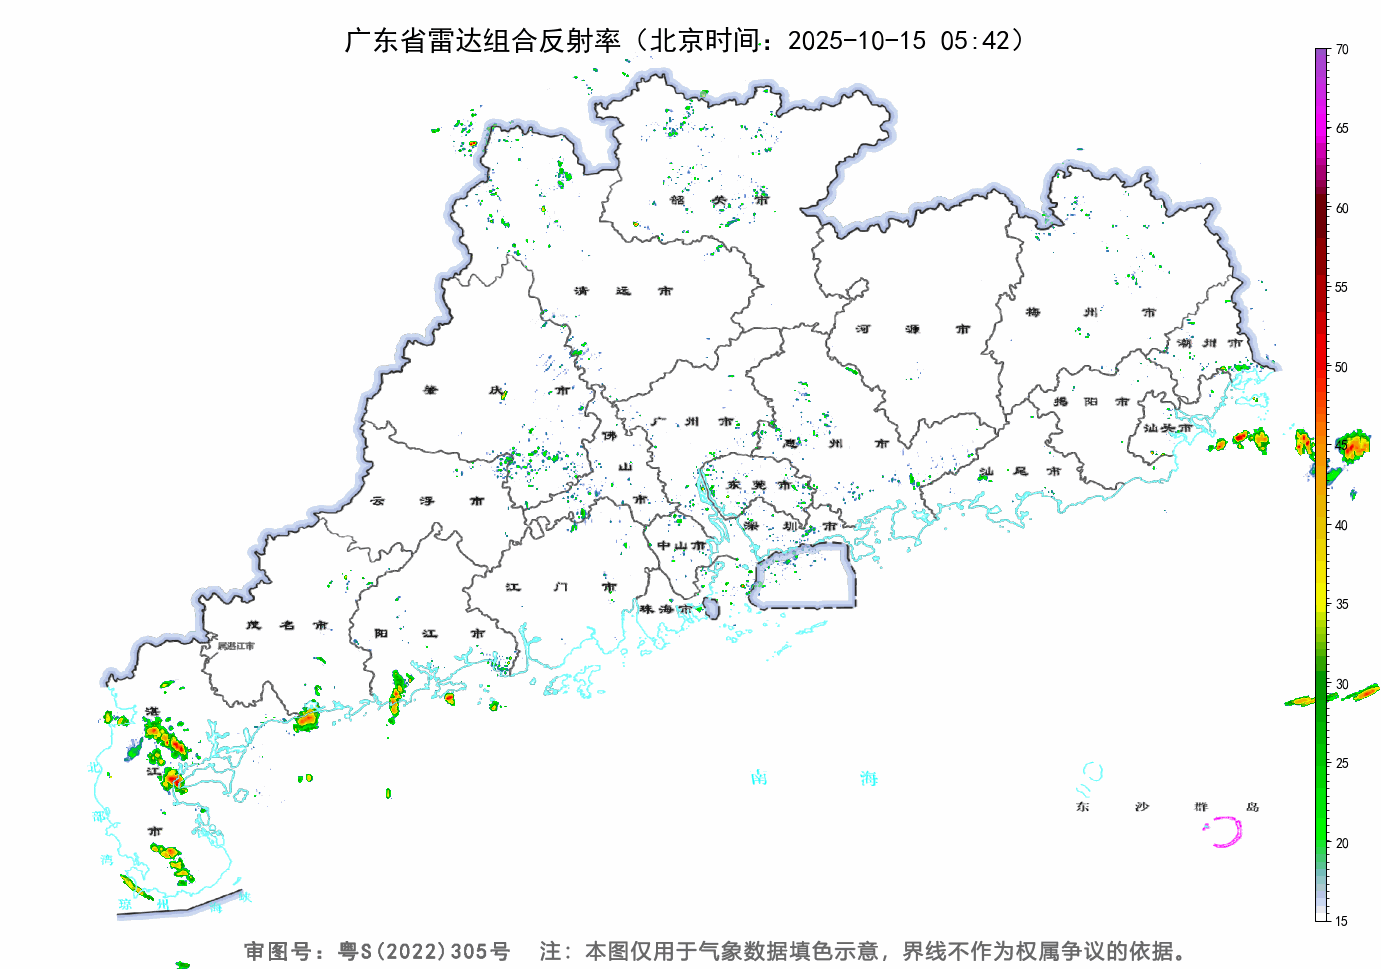 广东省雷达组合反射率（北京时间：2025-10-15 05:42）
70
65
60
55
50
45
40
35
30
25
20
15
韶关市
清远市
河源市
梅州市
潮州市
肇庆市
广州市
惠州市
揭阳市
汕头市
佛山市
东莞市
汕尾市
云浮市
深圳市
中山市
江门市
珠海市
茂名市
阳江市
属湛江市
湛江市
北部湾
南海
东沙群岛
琼州海峡
审图号：粤S(2022)305号 注：本图仅用于气象数据填色示意，界线不作为权属争议的依据。